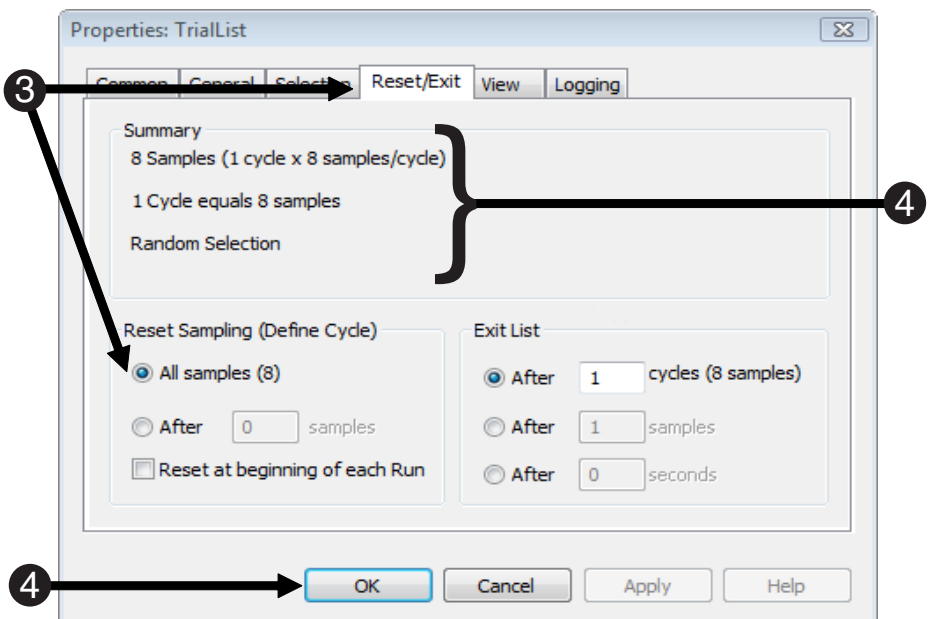 Properties: TrialList
3
Common General Selection Reset/Exit View Logging
Summary
8 Samples (1 cycle x 8 samples/cycle)
1 Cycle equals 8 samples
4
Random Selection
Reset Sampling (Define Cycle)
All samples (8)
After 0 samples
Reset at beginning of each Run
Exit List
After 1 cycles (8 samples)
After 1 samples
After 0 seconds
4
OK Cancel Apply Help